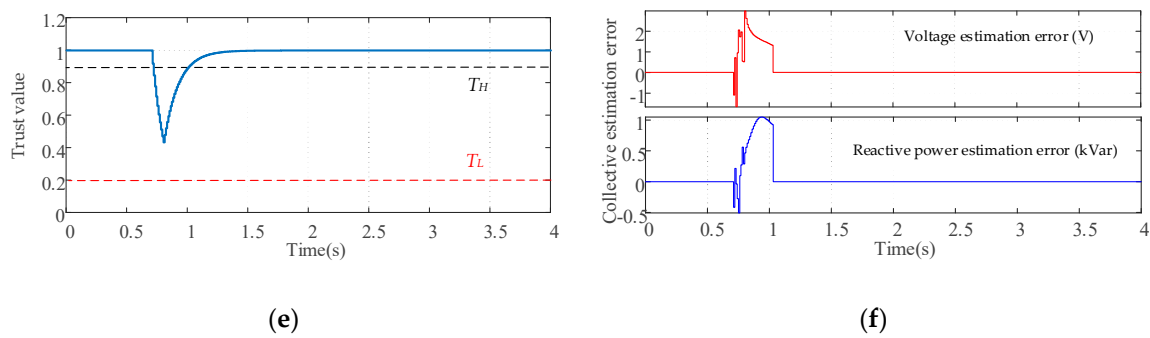 Trust value
1.2
1
0.8
0.6
0.4
0.2
0
T_H
T_L
0 0.5 1 1.5 2 2.5 3 3.5 4
Time(s)
(e)
Collective estimation error
2
1
0
-1
Voltage estimation error (V)
1
0.5
0
-0.5
Reactive power estimation error (kVar)
0 0.5 1 1.5 2 2.5 3 3.5 4
Time(s)
(f)